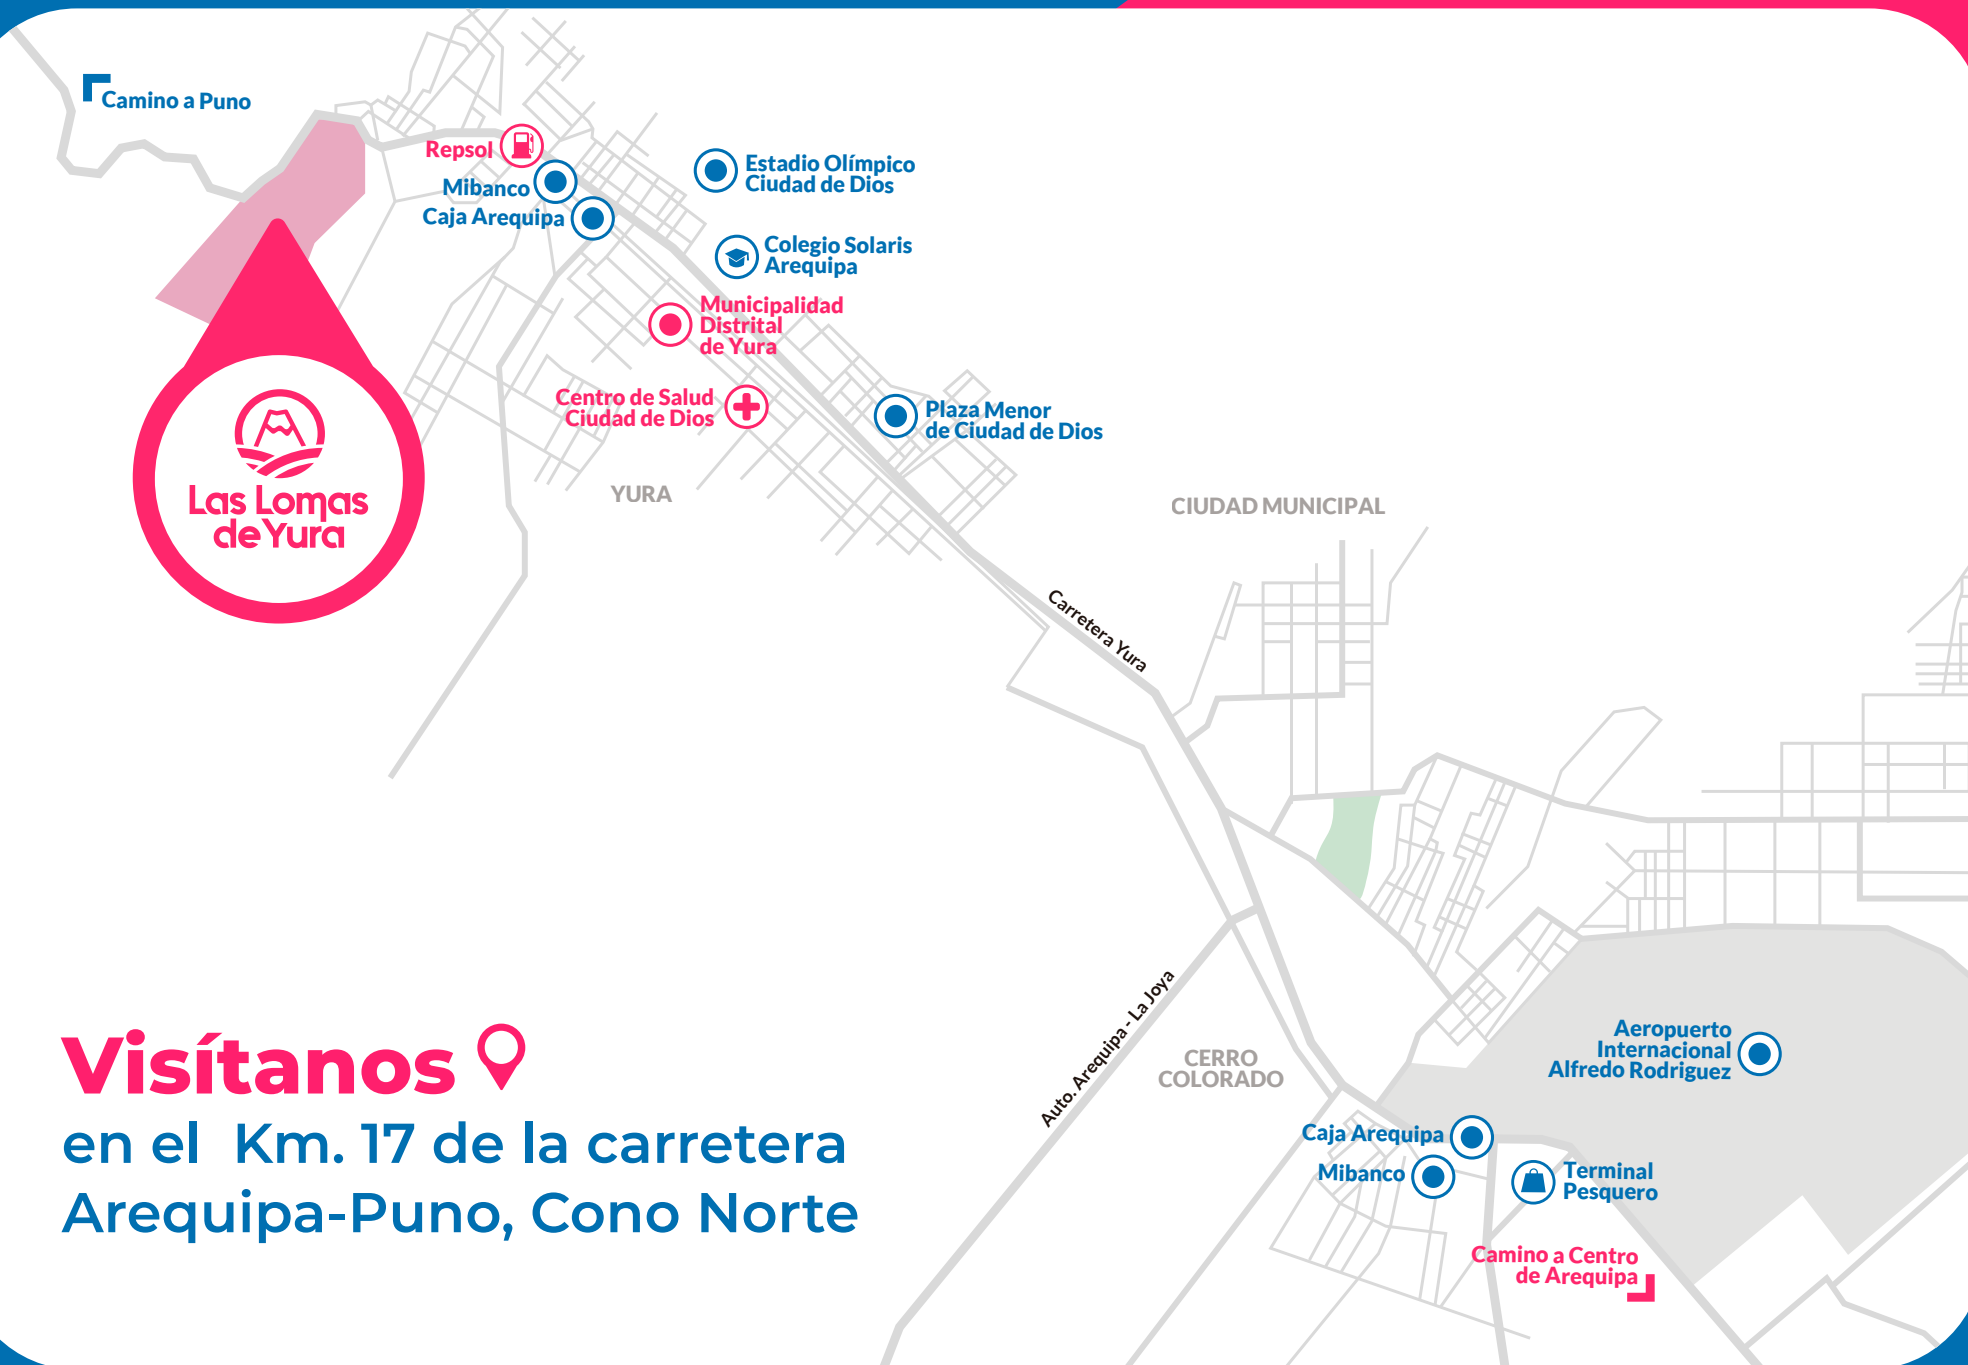 Camino a Puno
Repsol
Mibanco
Caja Arequipa
Estadio Olímpico
Ciudad de Dios
Colegio Solaris
Arequipa
Municipalidad
Distrital
de Yura
Centro de Salud
Ciudad de Dios
Plaza Menor
de Ciudad de Dios
Las Lomas
de Yura
YURA
CIUDAD MUNICIPAL
Carretera Yura
Auto. Arequipa - La Joya
CERRO
COLORADO
Aeropuerto
Internacional
Alfredo Rodriguez
Caja Arequipa
Mibanco
Terminal
Pesquero
Camino a Centro
de Arequipa
Visítanos
en el Km. 17 de la carretera
Arequipa-Puno, Cono Norte